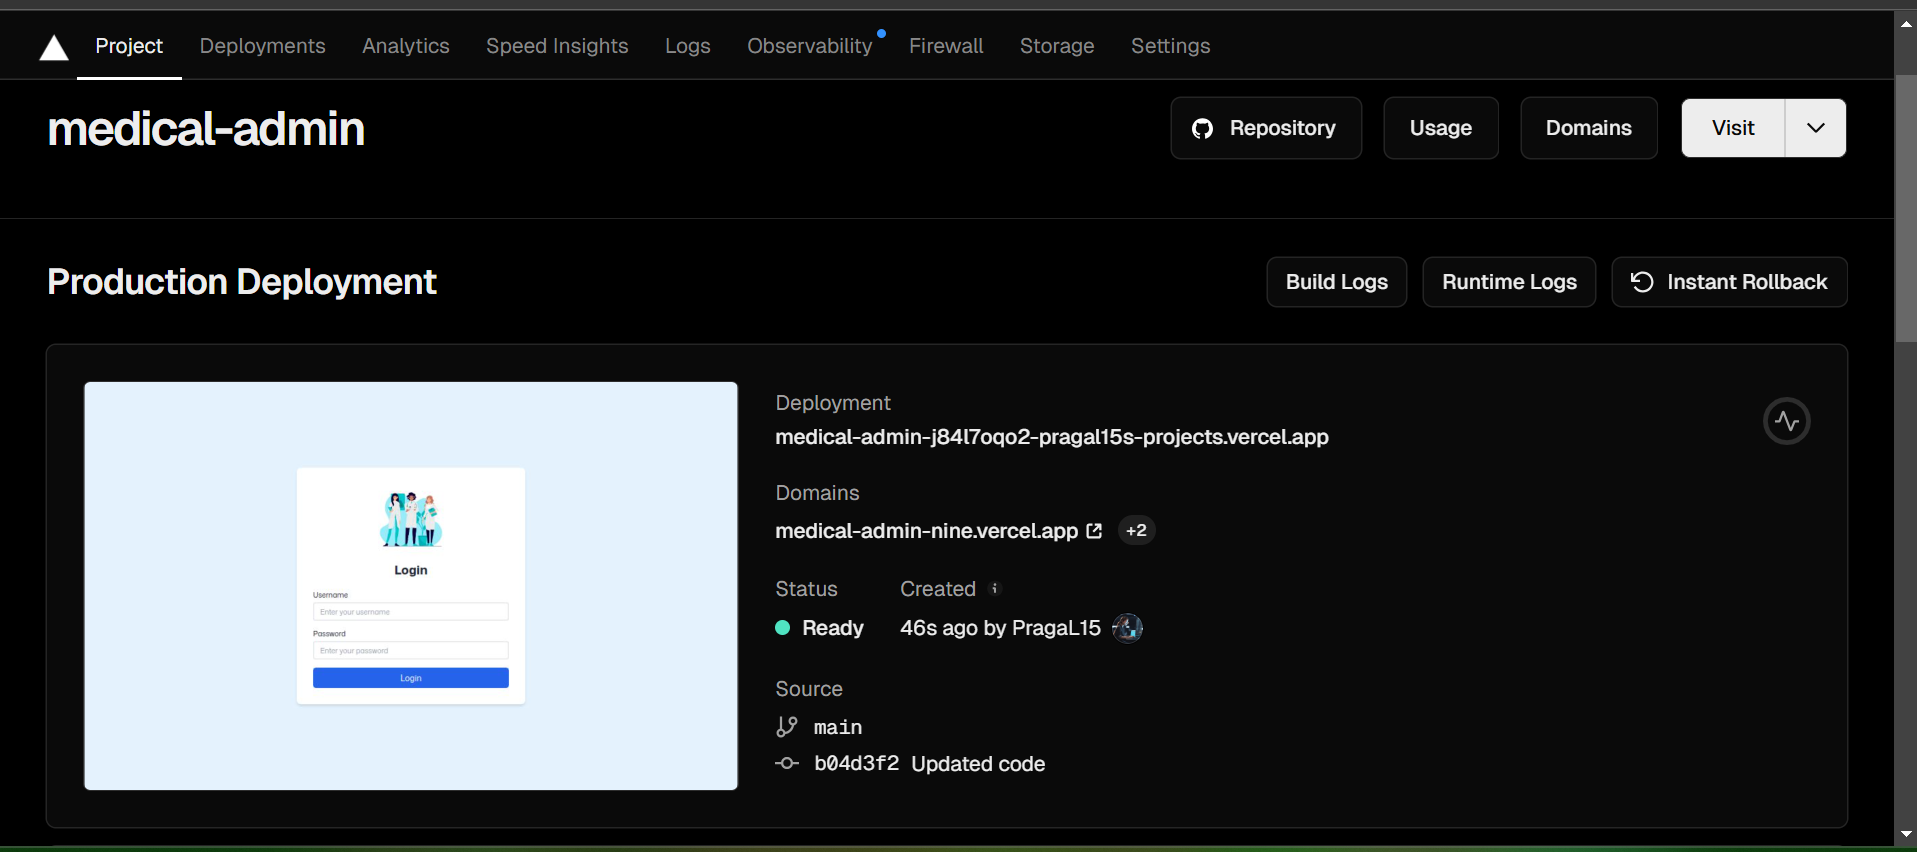 Project Deployments Analytics Speed Insights Logs Observability Firewall Storage Settings
medical-admin
Repository Usage Domains Visit
Production Deployment
Build Logs Runtime Logs Instant Rollback
Login
Username
Enter your username
Password
Enter your password
Login
Deployment
medical-admin-j84l7oqo2-pragal15s-projects.vercel.app
Domains
medical-admin-nine.vercel.app +2
Status Created
Ready 46s ago by PragaL15
Source
main
b04d3f2 Updated code